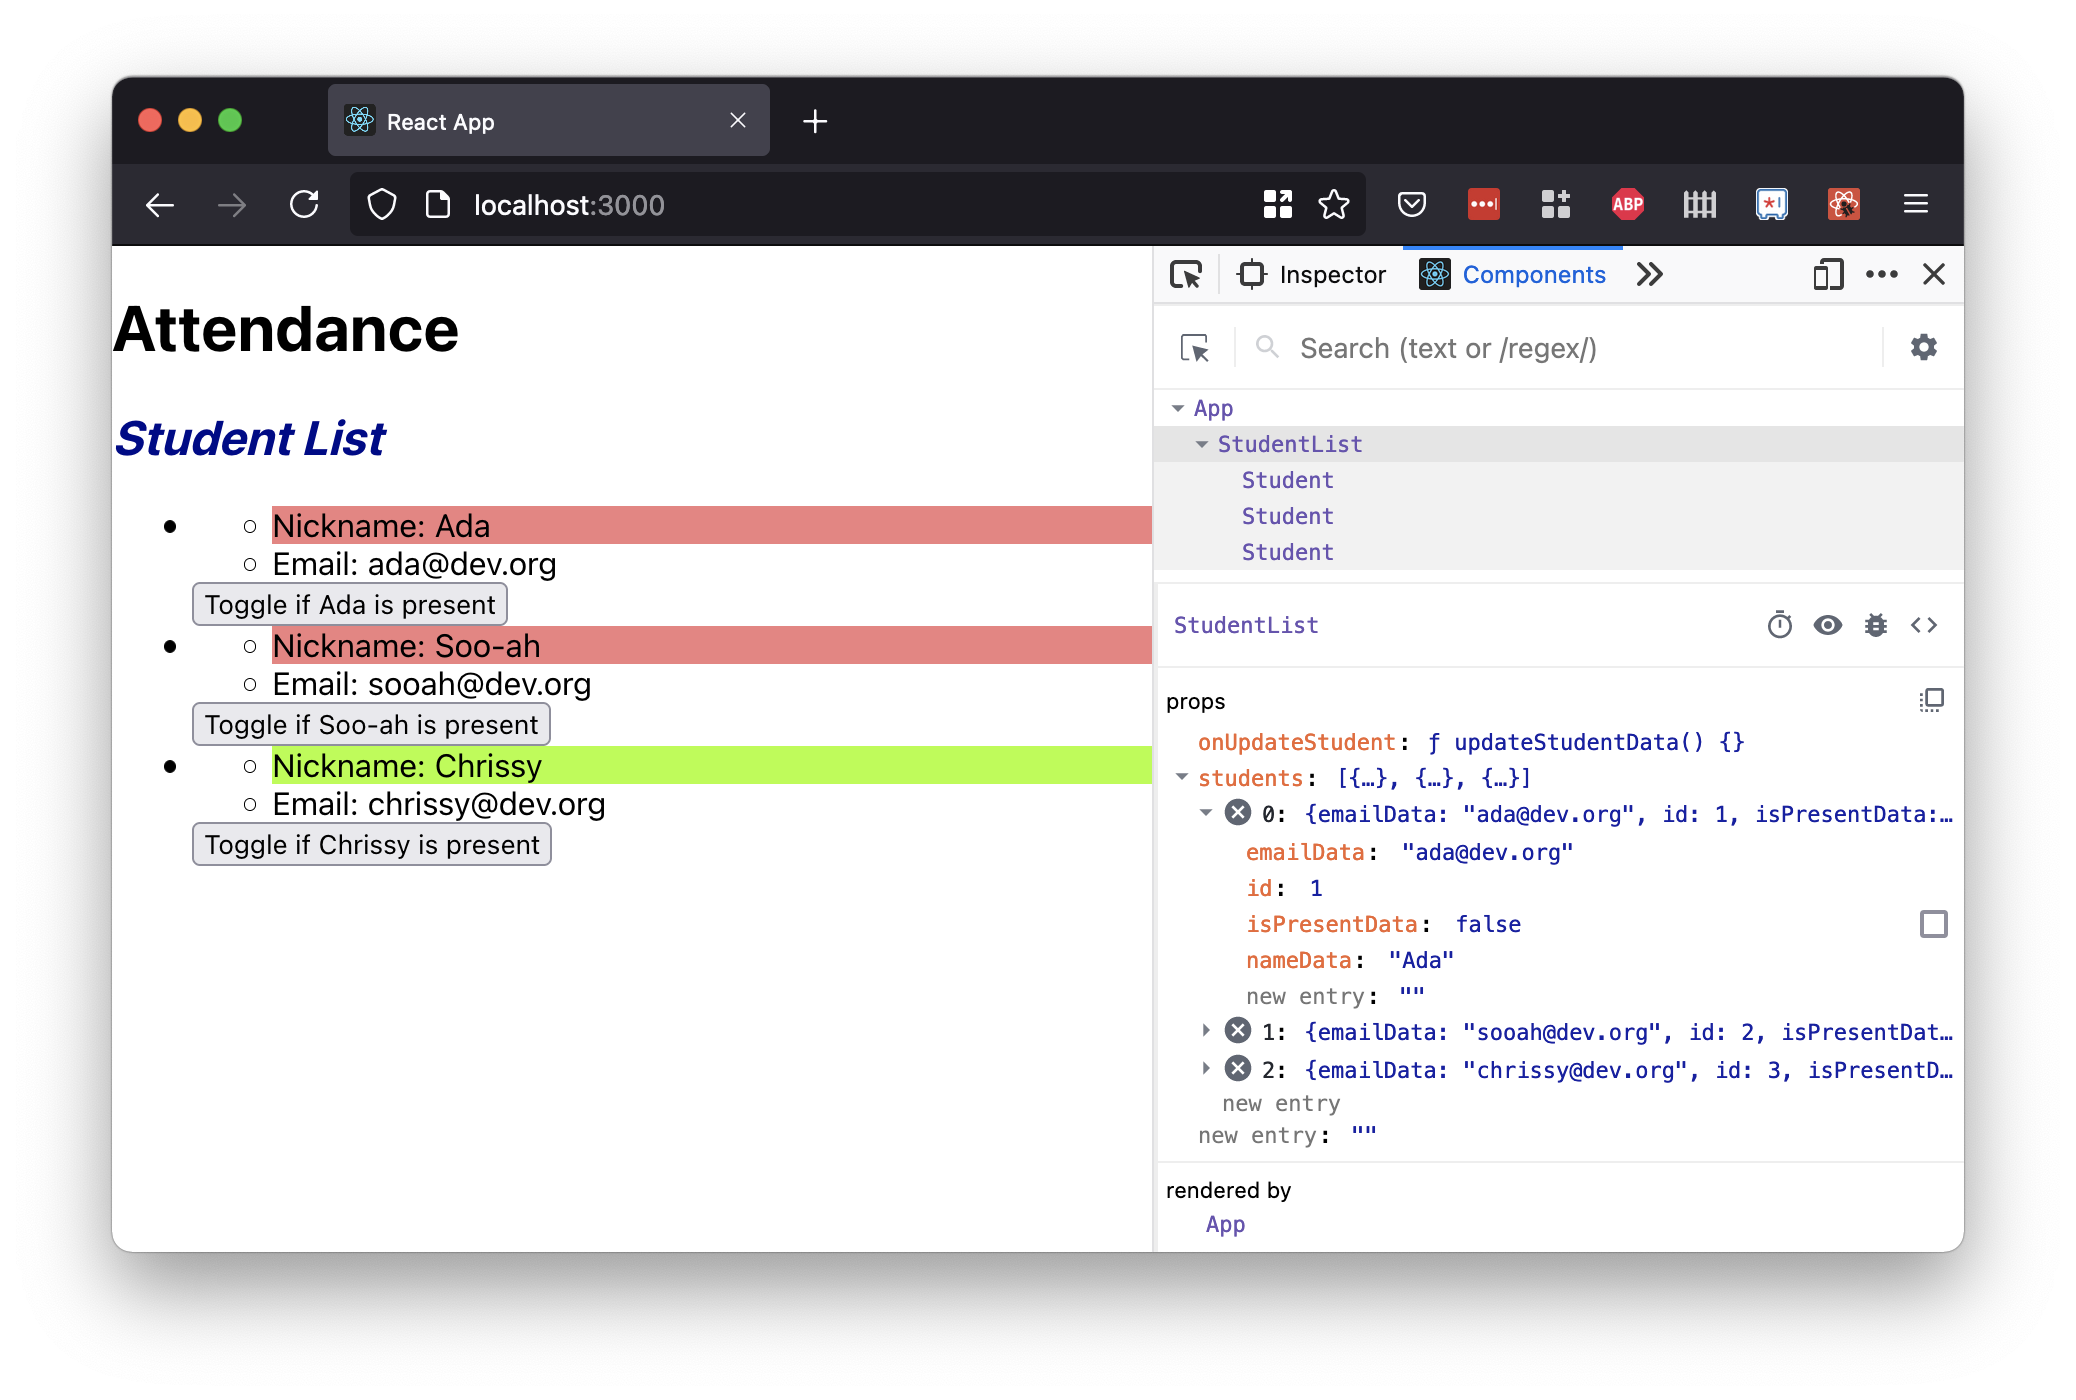 React App
localhost:3000
ABP
Attendance
Student List
Nickname: Ada
Email: ada@dev.org
Toggle if Ada is present
Nickname: Soo-ah
Email: sooah@dev.org
Toggle if Soo-ah is present
Nickname: Chrissy
Email: chrissy@dev.org
Toggle if Chrissy is present
Inspector Components
Search (text or /regex/)
App
StudentList
Student
Student
Student
StudentList
props
onUpdateStudent: ƒ updateStudentData() {}
students: [{…}, {…}, {…}]
0: {emailData: "ada@dev.org", id: 1, isPresentData:…
emailData: "ada@dev.org"
id: 1
isPresentData: false
nameData: "Ada"
new entry: ""
1: {emailData: "sooah@dev.org", id: 2, isPresentDat…
2: {emailData: "chrissy@dev.org", id: 3, isPresentD…
new entry
new entry: ""
rendered by
App